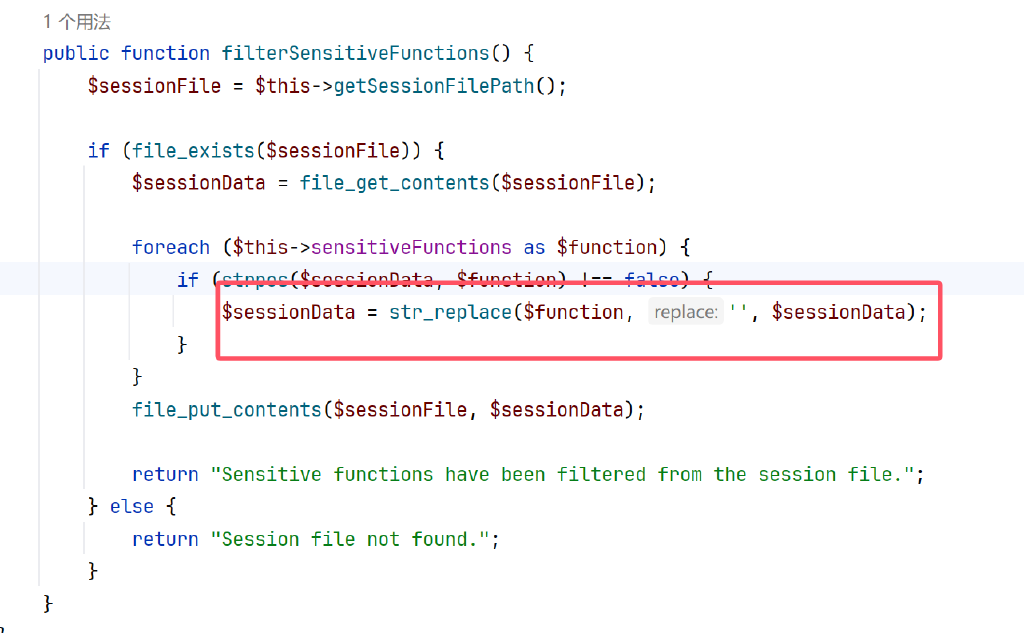 1 个用法
public function filterSensitiveFunctions() {
$sessionFile = $this->getSessionFilePath();
if (file_exists($sessionFile)) {
$sessionData = file_get_contents($sessionFile);
foreach ($this->sensitiveFunctions as $function) {
if (strpos($sessionData, $function) !== false) {
$sessionData = str_replace($function, replace: '', $sessionData);
}
}
file_put_contents($sessionFile, $sessionData);
return "Sensitive functions have been filtered from the session file.";
} else {
return "Session file not found.";
}
}